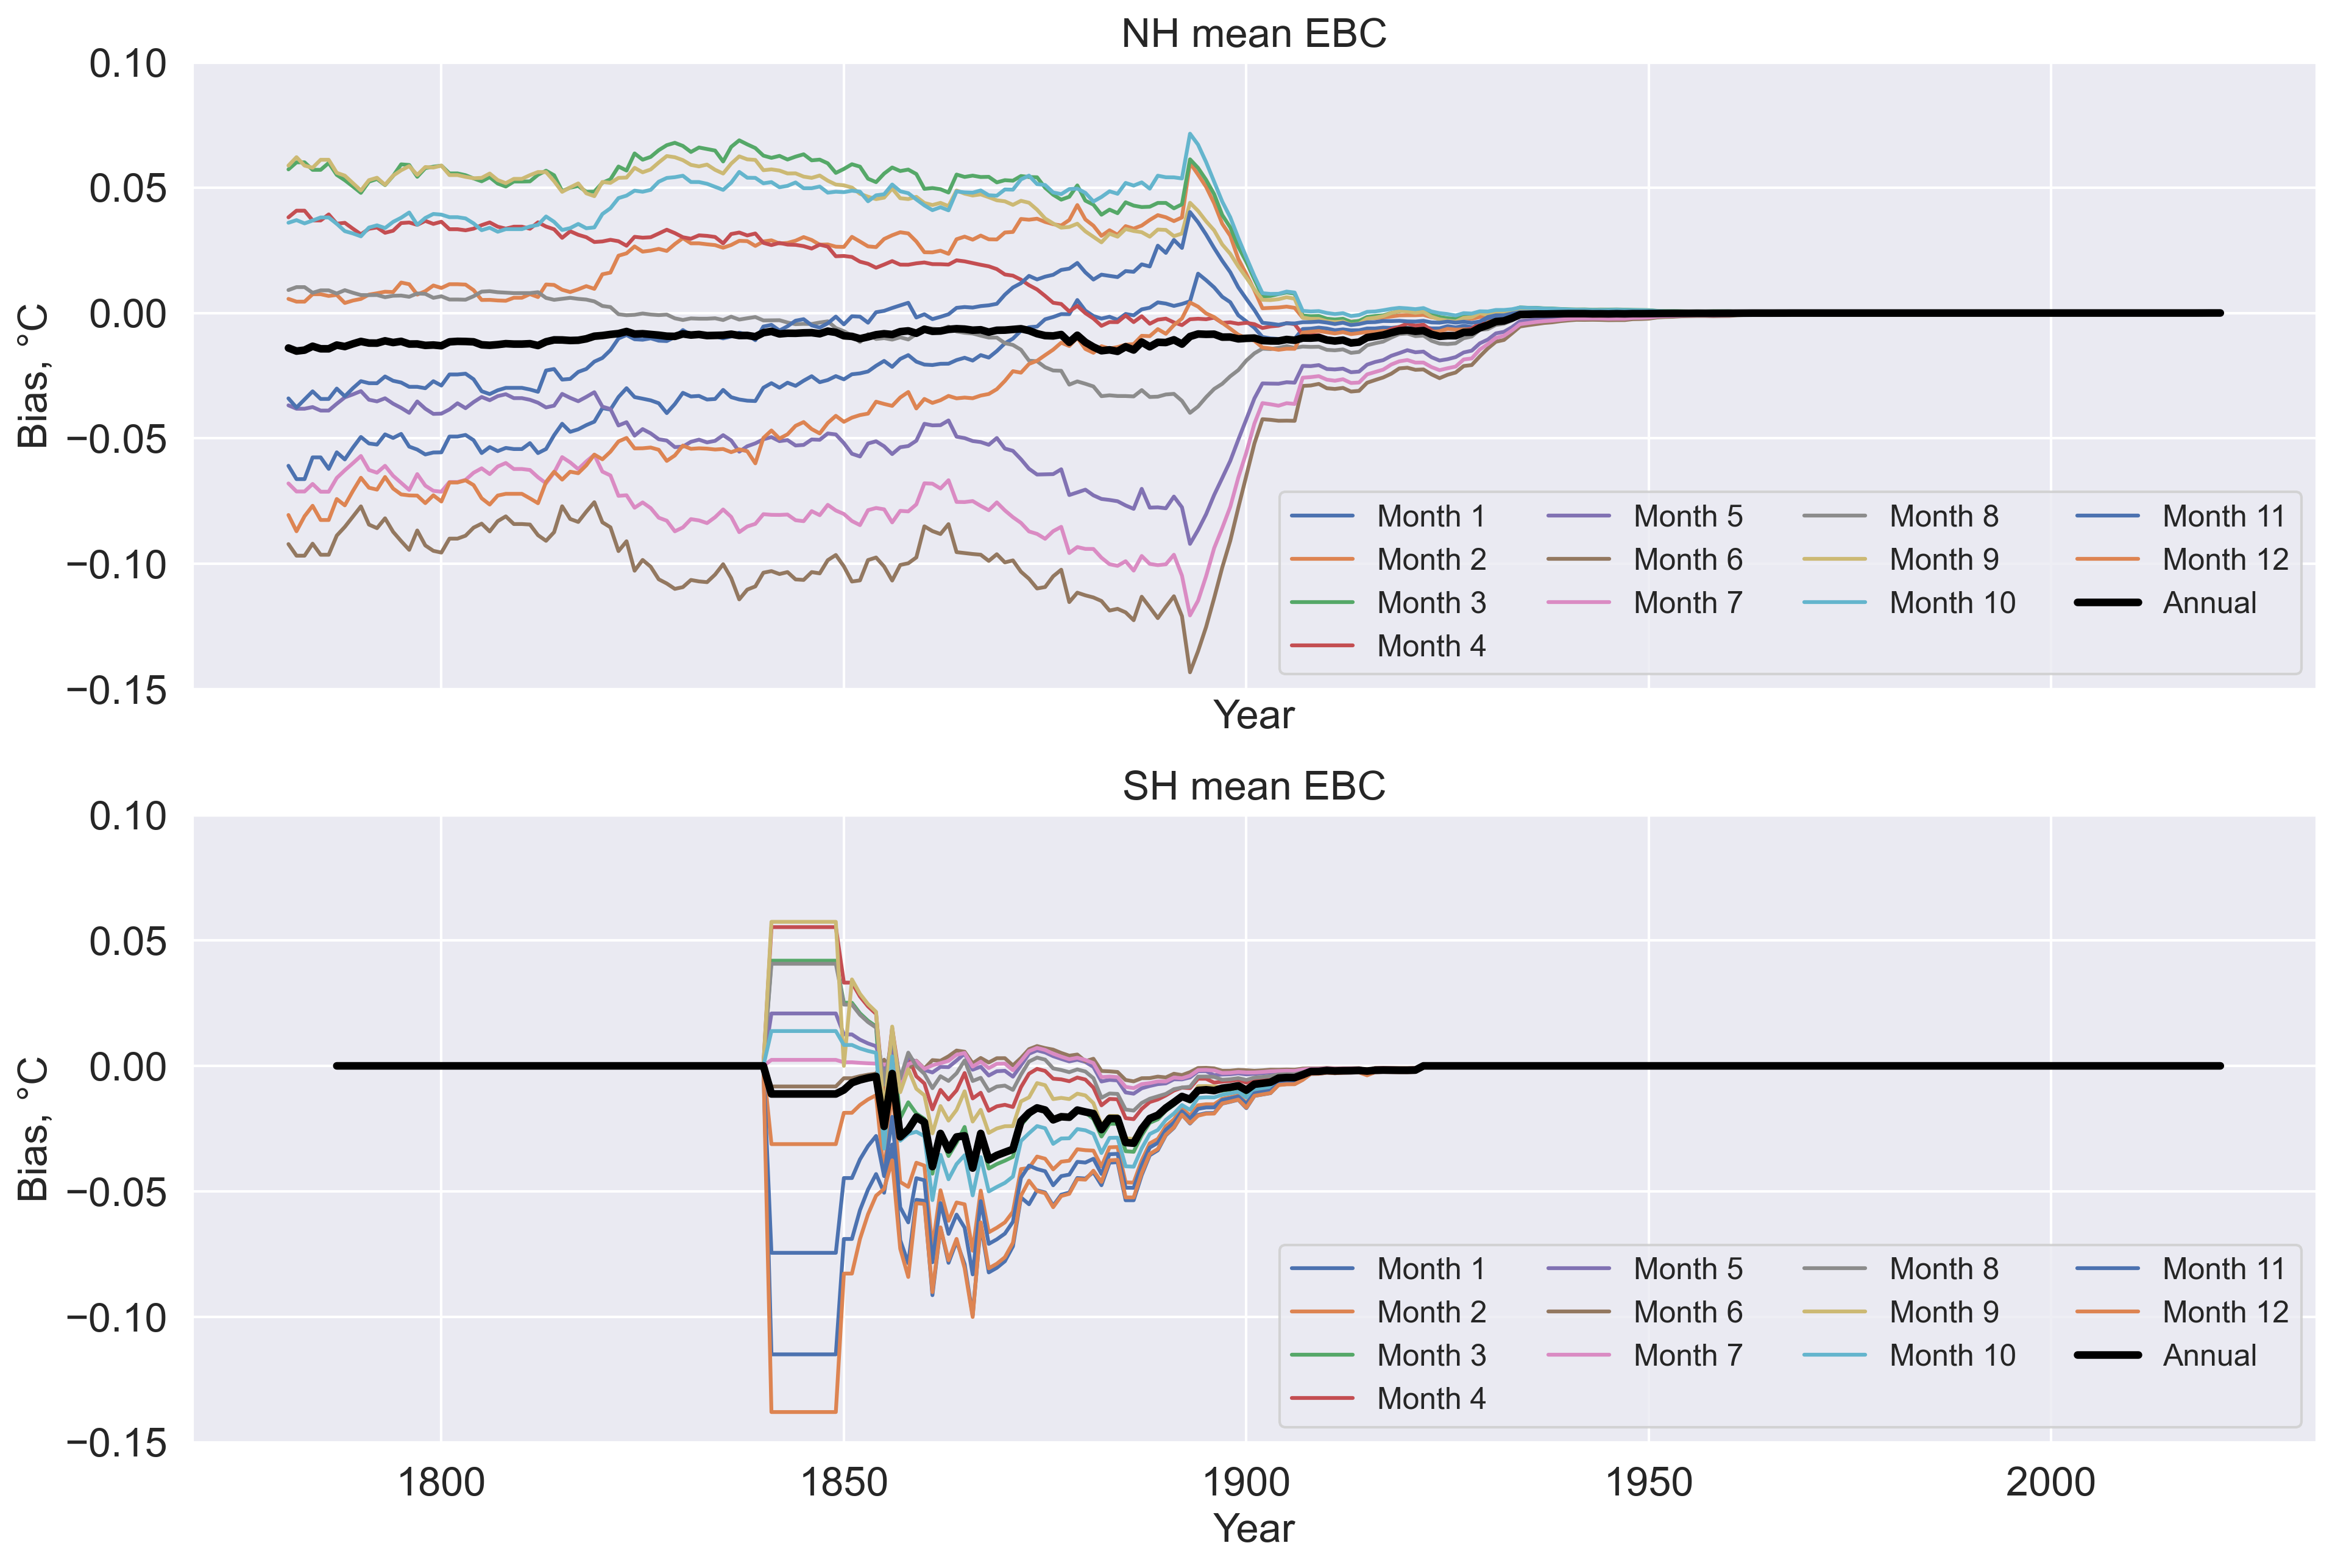 NH mean EBC
0.10
0.05
0.00
−0.05
−0.10
−0.15
Bias, °C
Month 1 Month 5 Month 8 Month 11
Month 2 Month 6 Month 9 Month 12
Month 3 Month 7 Month 10 Annual
Month 4
Year
SH mean EBC
0.10
0.05
0.00
−0.05
−0.10
−0.15
Bias, °C
Month 1 Month 5 Month 8 Month 11
Month 2 Month 6 Month 9 Month 12
Month 3 Month 7 Month 10 Annual
Month 4
1800 1850 1900 1950 2000
Year